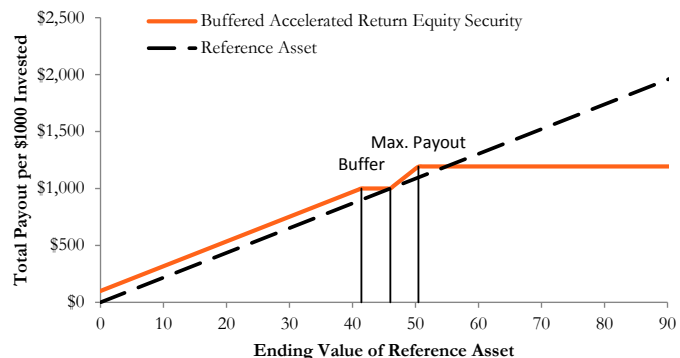 Buffered Accelerated Return Equity Security
Reference Asset
Total Payout per $1000 Invested
$2,500
$2,000
$1,500
$1,000
$500
$0
Max. Payout
Buffer
0 10 20 30 40 50 60 70 80 90
Ending Value of Reference Asset